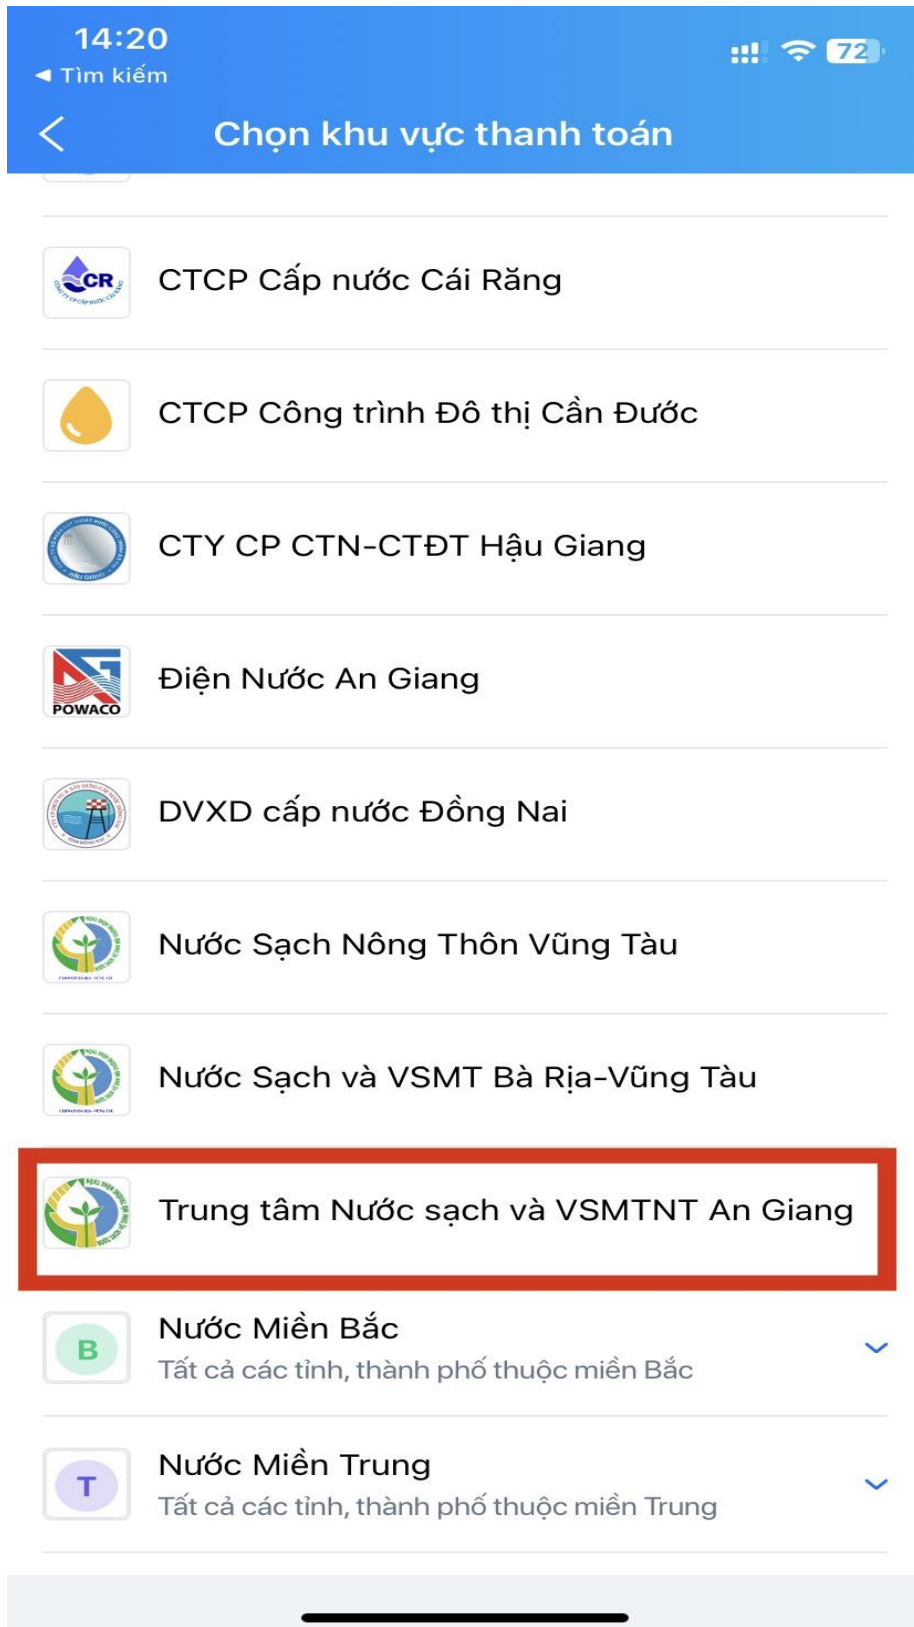 14:20
72
◀ Tìm kiếm
Chọn khu vực thanh toán
CR
CTCP Cấp nước Cái Răng
CTCP Công trình Đô thị Cần Đước
HẬU GIANG
CTY CP CTN-CTĐT Hậu Giang
POWACO
Điện Nước An Giang
DVXD cấp nước Đồng Nai
Nước Sạch Nông Thôn Vũng Tàu
Nước Sạch và VSMT Bà Rịa-Vũng Tàu
Trung tâm Nước sạch và VSMTNT An Giang
B
Nước Miền Bắc
Tất cả các tỉnh, thành phố thuộc miền Bắc
T
Nước Miền Trung
Tất cả các tỉnh, thành phố thuộc miền Trung